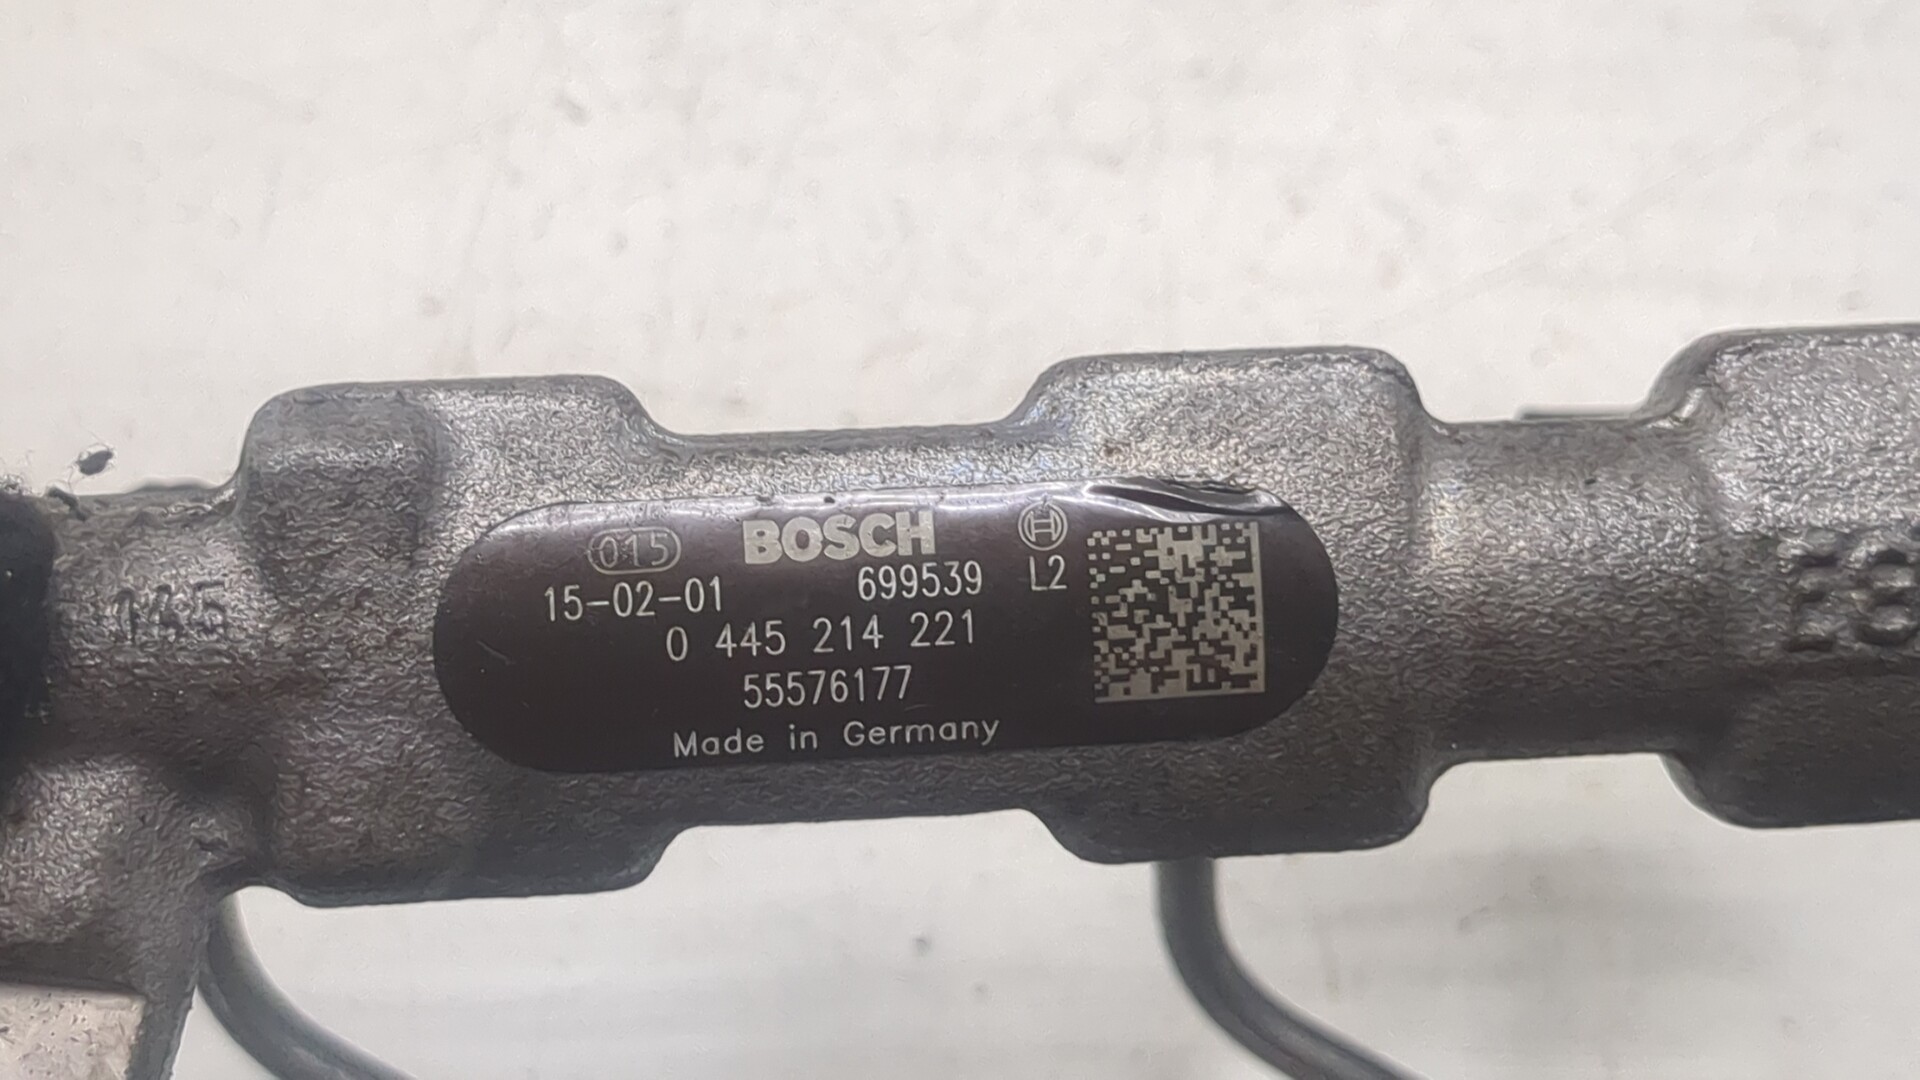 015 BOSCH
15-02-01 699539 L2
0 445 214 221
55576177
Made in Germany